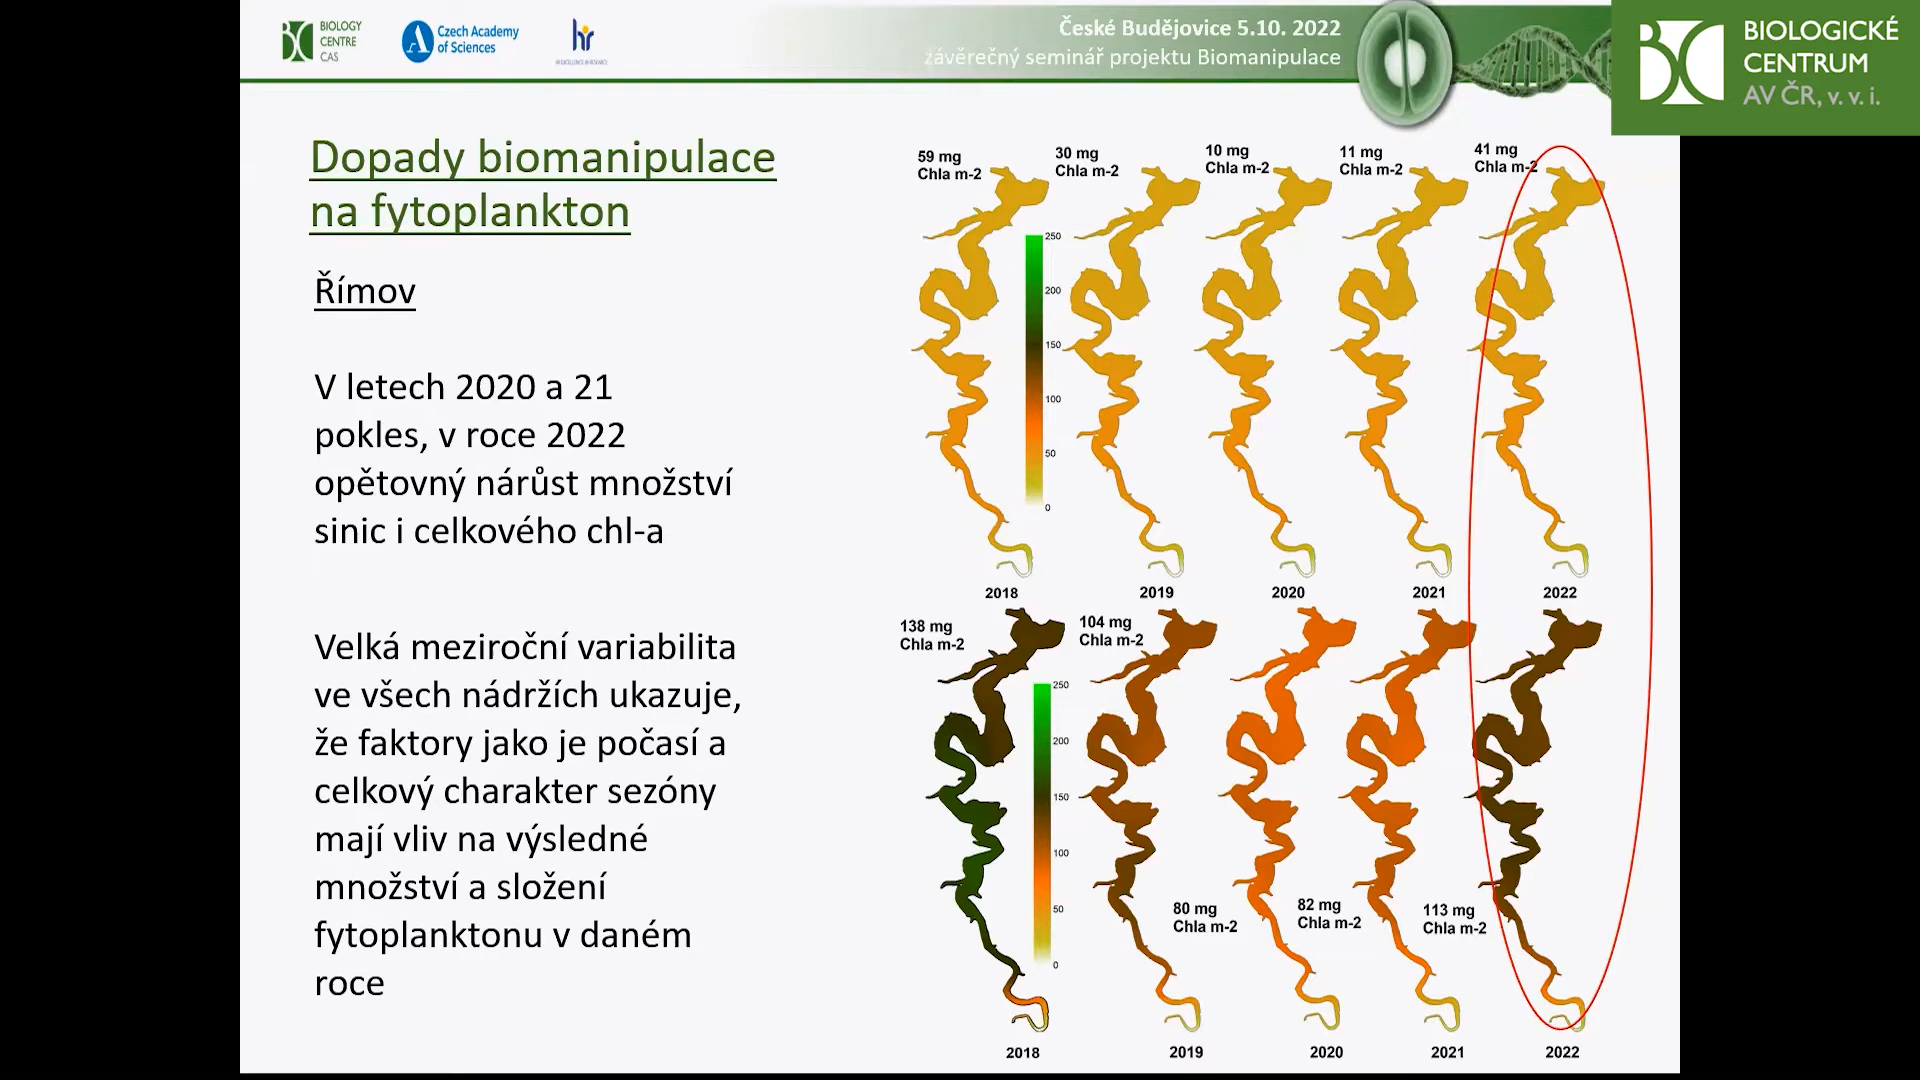 BIOLOGY
CENTRE
CAS
Czech Academy
of Sciences
hr
České Budějovice 5.10. 2022
závěrečný seminář projektu Biomanipulace
BIOLOGICKÉ
CENTRUM
AV ČR, v. v. i.
Dopady biomanipulace
na fytoplankton
Římov
V letech 2020 a 21
pokles, v roce 2022
opětovný nárůst množství
sinic i celkového chl-a
Velká meziroční variabilita
ve všech nádržích ukazuje,
že faktory jako je počasí a
celkový charakter sezóny
mají vliv na výsledné
množství a složení
fytoplanktonu v daném
roce
59 mg
Chla m-2
30 mg
Chla m-2
10 mg
Chla m-2
11 mg
Chla m-2
41 mg
Chla m-2
250
200
150
100
50
0
2018
2019
2020
2021
2022
138 mg
Chla m-2
104 mg
Chla m-2
250
200
150
100
50
0
80 mg
Chla m-2
82 mg
Chla m-2
113 mg
Chla m-2
2018
2019
2020
2021
2022